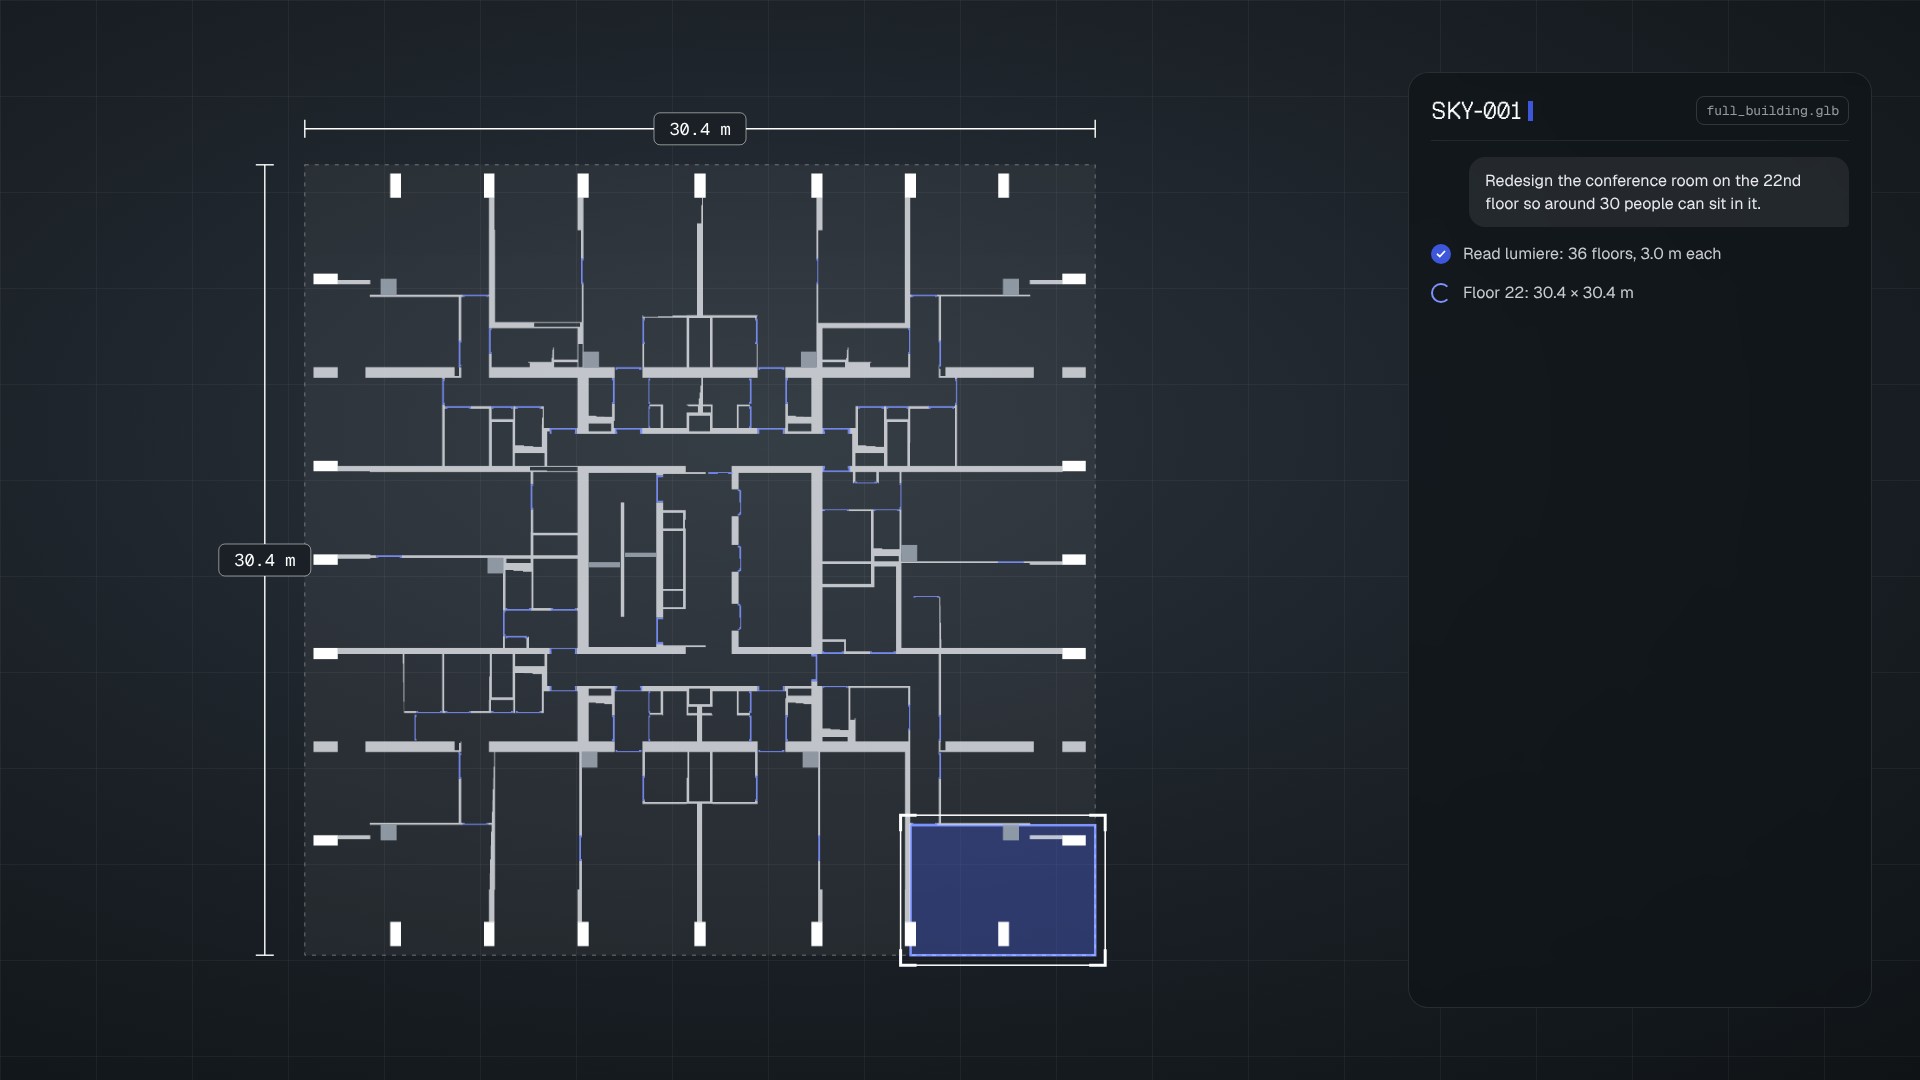 30.4 m
30.4 m
SKY-001
full_building.glb
Redesign the conference room on the 22nd
floor so around 30 people can sit in it.
Read lumiere: 36 floors, 3.0 m each
Floor 22: 30.4 × 30.4 m